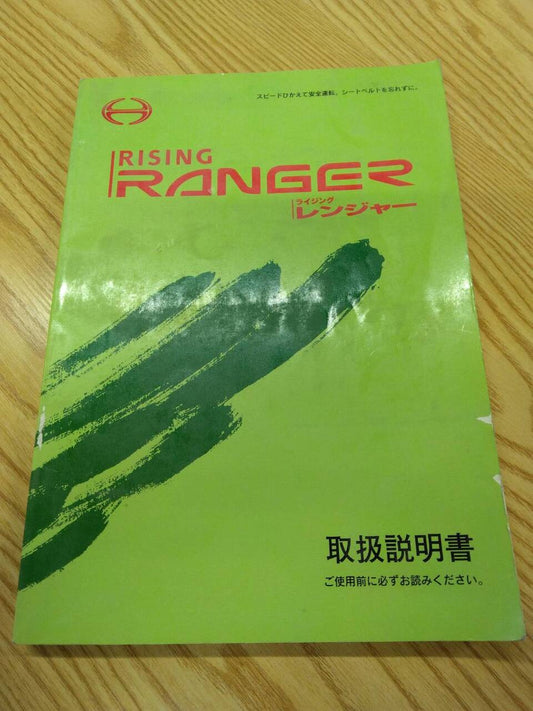 スピードひかえて安全運転。シートベルトを忘れずに。
RISING
RANGER
ライジング
レンジャー
取扱説明書
ご使用前に必ずお読みください。